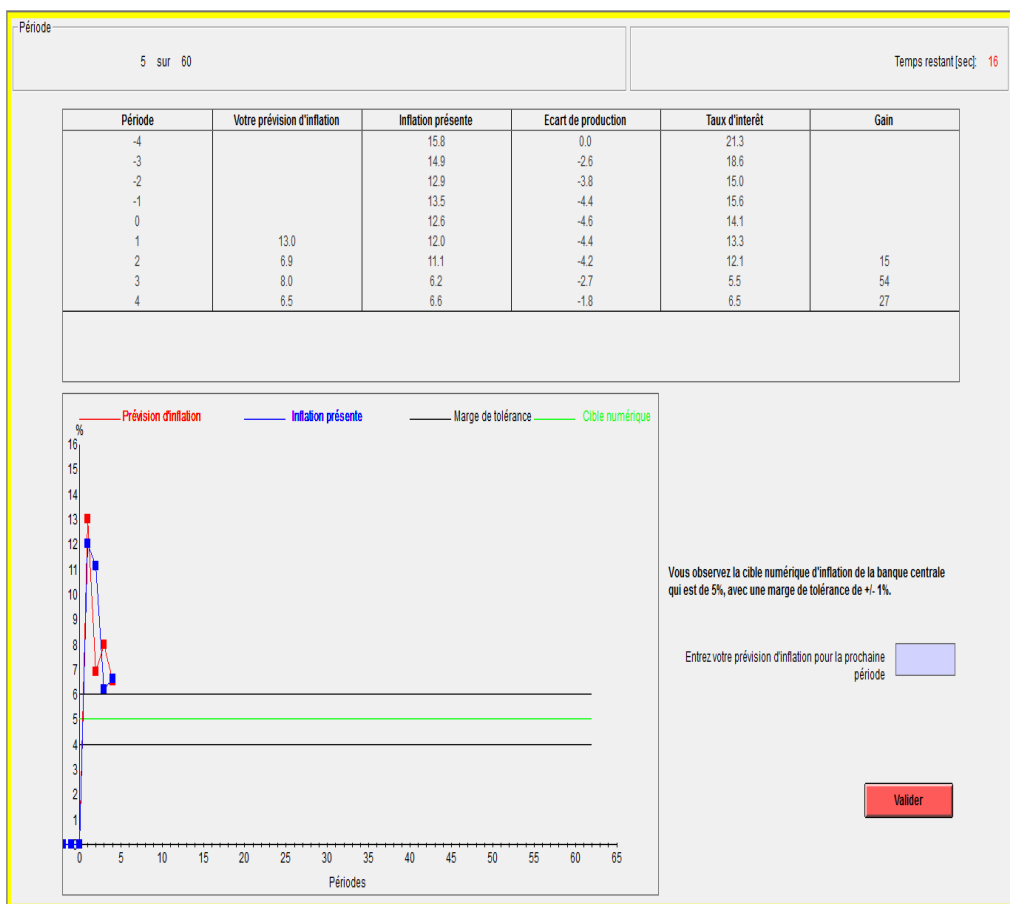 Période
5 sur 60
Temps restant [sec]: 16
Période Votre prévision d'inflation Inflation présente Ecart de production Taux d'interêt Gain
-4 15.8 0.0 21.3
-3 14.9 -2.6 18.6
-2 12.9 -3.8 15.0
-1 13.5 -4.4 15.6
0 12.6 -4.6 14.1
1 13.0 12.0 -4.4 13.3
2 6.9 11.1 -4.2 12.1 15
3 8.0 6.2 -2.7 5.5 54
4 6.5 6.6 -1.8 6.5 27
Prévision d'inflation Inflation présente Marge de tolérance Cible numérique
%
16
15
14
13
12
11
10
9
8
7
6
5
4
3
2
1
0 5 10 15 20 25 30 35 40 45 50 55 60 65
Périodes
Vous observez la cible numérique d'inflation de la banque centrale
qui est de 5%, avec une marge de tolérance de +/- 1%.
Entrez votre prévision d'inflation pour la prochaine
période
Valider